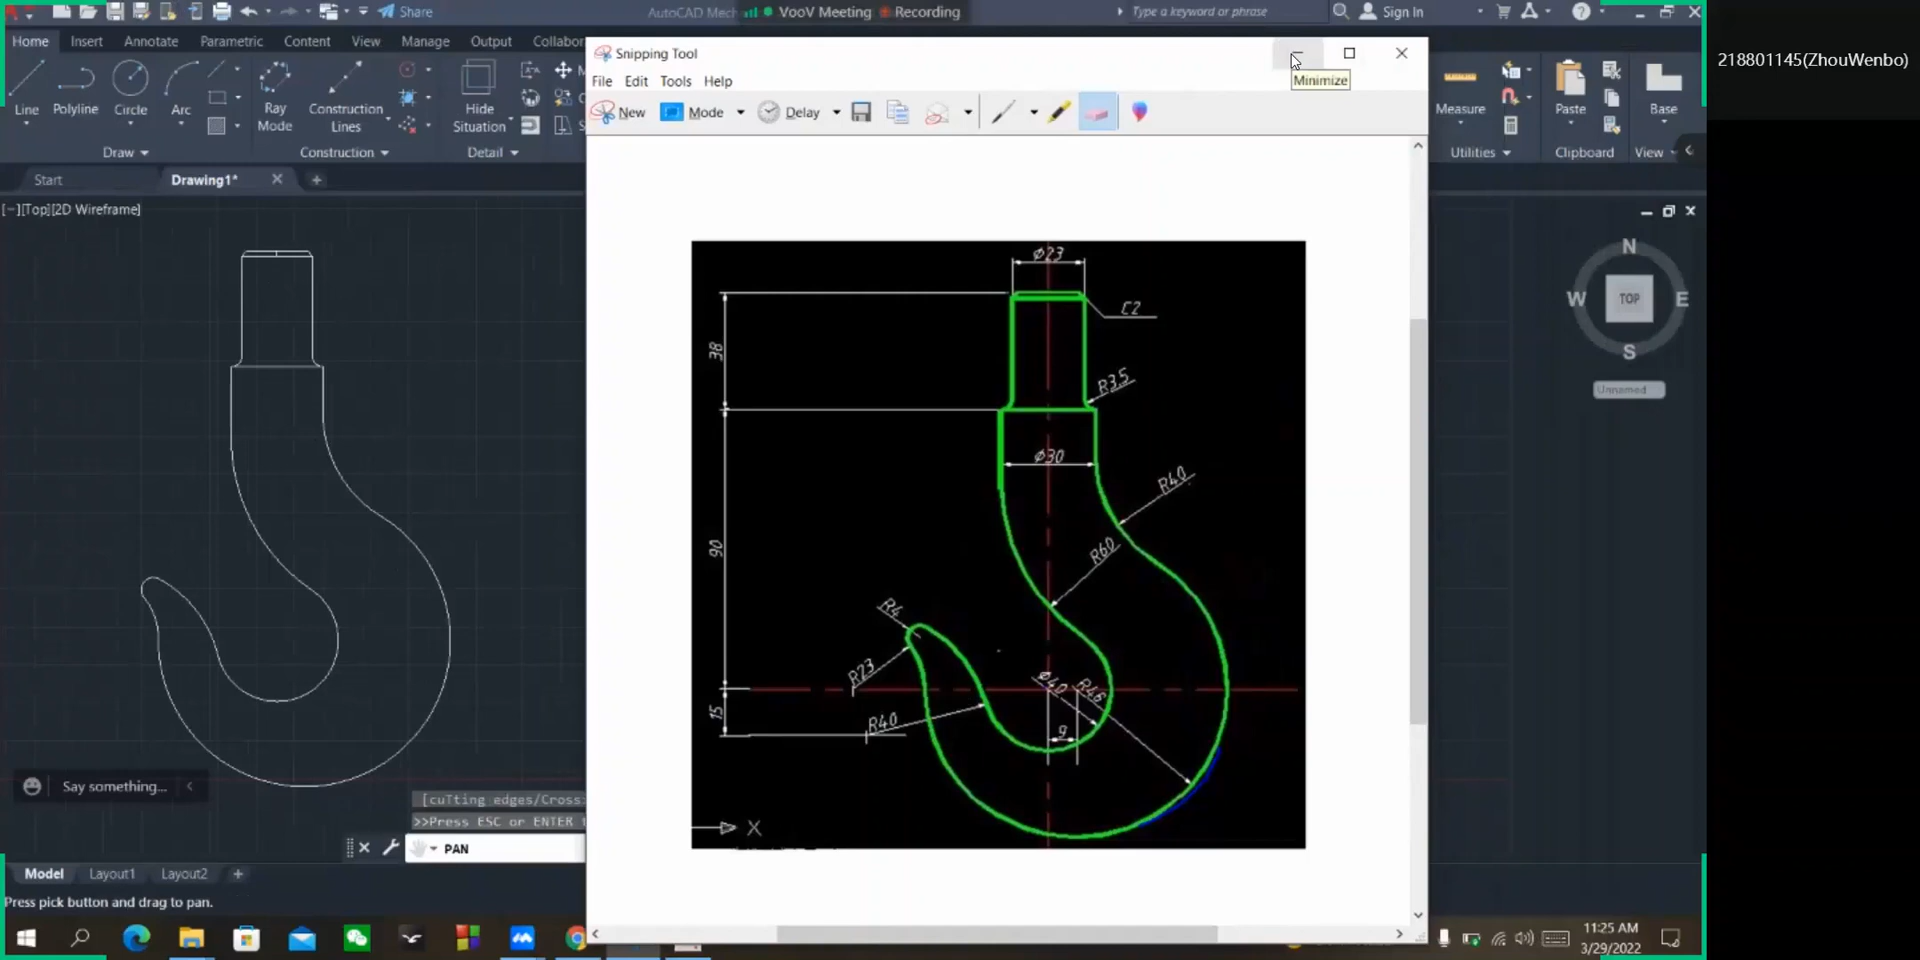 Share
AutoCAD Mech
VooV Meeting
Recording
Type a keyword or phrase
Sign In
Home Insert Annotate Parametric Content View Manage Output Collabor
Line Polyline Circle Arc
Ray Mode
Construction Lines
Hide Situation
Draw Construction Detail
Measure Paste Base
Utilities Clipboard View
Start Drawing1*
[−][Top][2D Wireframe]
Snipping Tool
Minimize
File Edit Tools Help
New Mode Delay
Ø23
C2
38
R3.5
Ø30
R40
R60
90
R4
R23
Ø40
R46
R40
15
9
X
N
W TOP E
S
Unnamed
Say something...
[cuTting edges/Cross
>>Press ESC or ENTER
PAN
Model Layout1 Layout2
Press pick button and drag to pan.
11:25 AM
3/29/2022
218801145(ZhouWenbo)